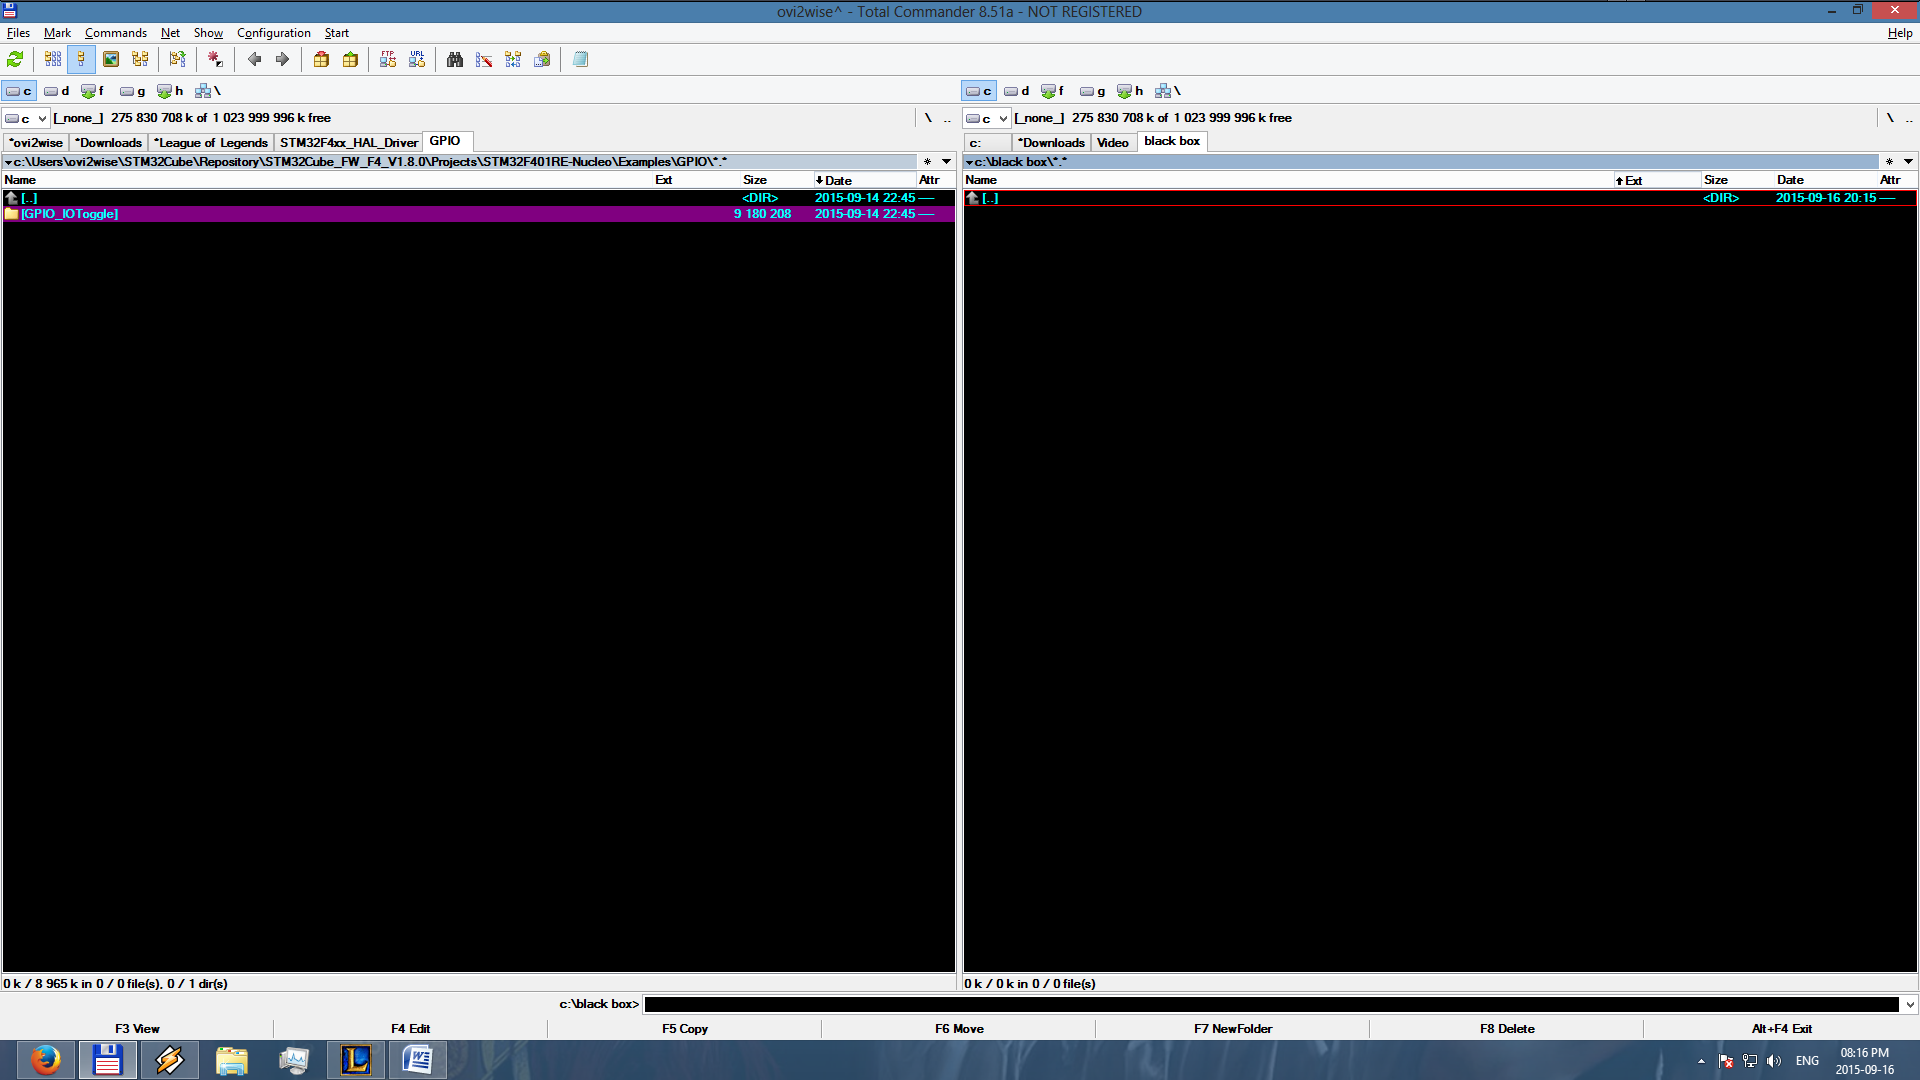 ovi2wise^ - Total Commander 8.51a - NOT REGISTERED
Files Mark Commands Net Show Configuration Start Help
FTP URL
c d f g h \ c d f g h \
c [_none_] 275 830 708 k of 1 023 999 996 k free \ .. c [_none_] 275 830 708 k of 1 023 999 996 k free \ ..
*ovi2wise *Downloads *League of Legends STM32F4xx_HAL_Driver GPIO c: *Downloads Video black box
c:\Users\ovi2wise\STM32Cube\Repository\STM32Cube_FW_F4_V1.8.0\Projects\STM32F401RE-Nucleo\Examples\GPIO\*.* * c:\black box\*.* *
Name Ext Size Date Attr Name Ext Size Date Attr
[..] <DIR> 2015-09-14 22:45 ---- [..] <DIR> 2015-09-16 20:15 ----
[GPIO_IOToggle] 9 180 208 2015-09-14 22:45 ----
0 k / 8 965 k in 0 / 0 file(s), 0 / 1 dir(s) 0 k / 0 k in 0 / 0 file(s)
c:\black box>
F3 View F4 Edit F5 Copy F6 Move F7 NewFolder F8 Delete Alt+F4 Exit
L W ENG 08:16 PM
2015-09-16